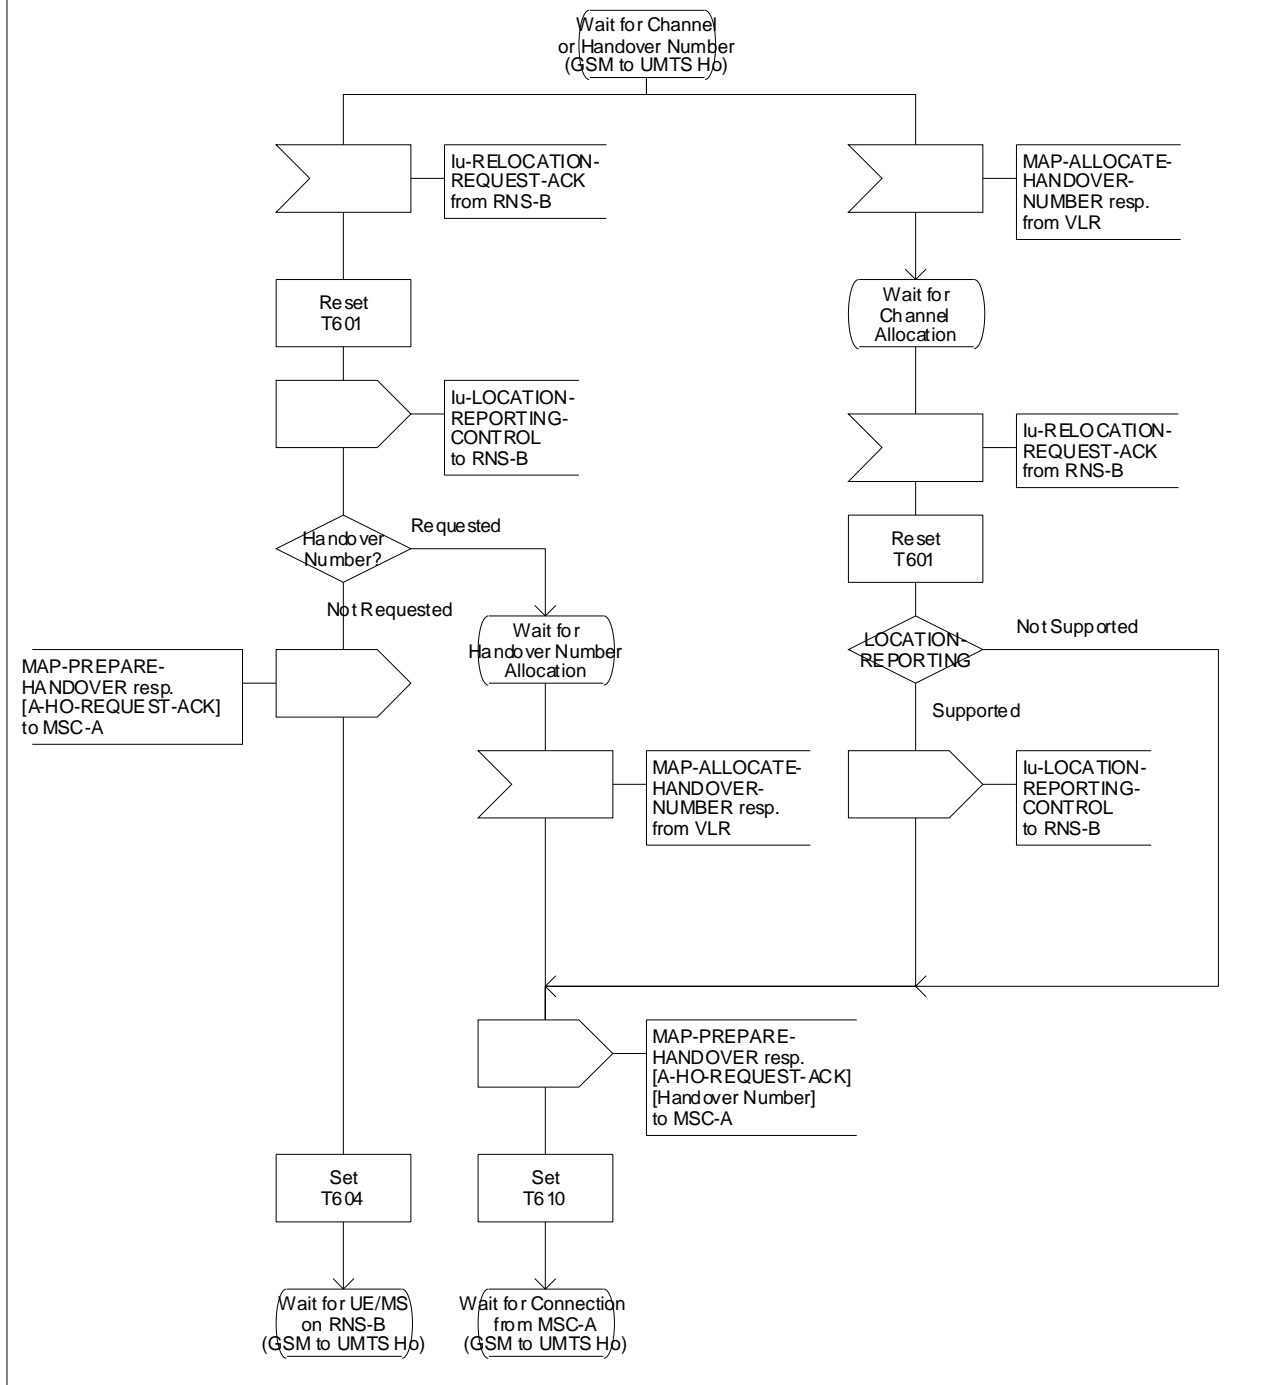 Wait for Channel
or Handover Number
(GSM to UMTS Ho)
Iu-RELOCATION-
REQUEST-ACK
from RNS-B
MAP-ALLOCATE-
HANDOVER-
NUMBER resp.
from VLR
Reset
T601
Wait for
Channel
Allocation
Iu-LOCATION-
REPORTING-
CONTROL
to RNS-B
Iu-RELOCATION-
REQUEST-ACK
from RNS-B
Handover
Number?
Requested
Not Requested
Reset
T601
Wait for
Handover Number
Allocation
LOCATION-
REPORTING
Not Supported
Supported
MAP-PREPARE-
HANDOVER resp.
[A-HO-REQUEST-ACK]
to MSC-A
MAP-ALLOCATE-
HANDOVER-
NUMBER resp.
from VLR
Iu-LOCATION-
REPORTING-
CONTROL
to RNS-B
MAP-PREPARE-
HANDOVER resp.
[A-HO-REQUEST-ACK]
[Handover Number]
to MSC-A
Set
T604
Set
T610
Wait for UE/MS
on RNS-B
(GSM to UMTS Ho)
Wait for Connection
from MSC-A
(GSM to UMTS Ho)